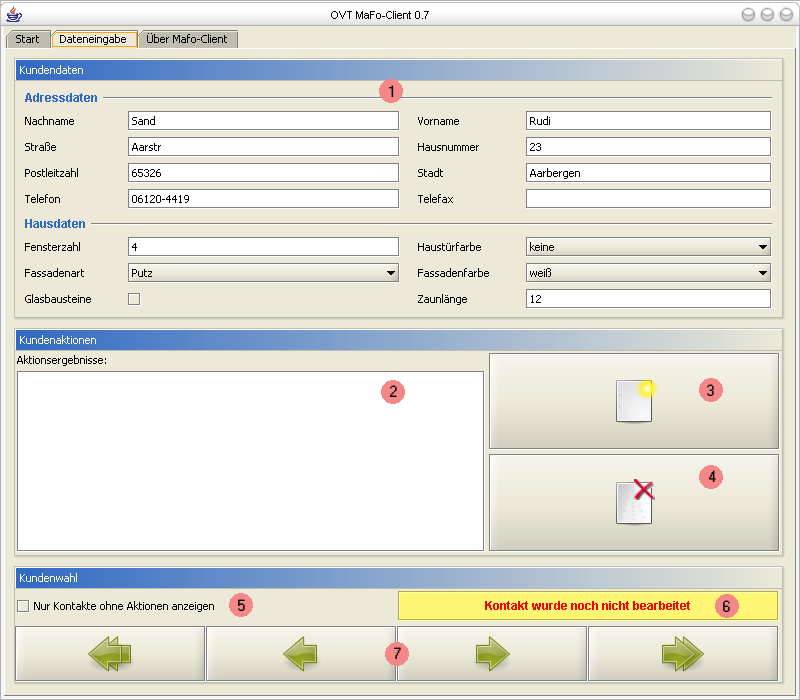 OVT MaFo-Client 0.7
Start Dateneingabe Über Mafo-Client
Kundendaten
Adressdaten 1
Nachname Sand Vorname Rudi
Straße Aarstr Hausnummer 23
Postleitzahl 65326 Stadt Aarbergen
Telefon 06120-4419 Telefax
Hausdaten
Fensterzahl 4 Haustürfarbe keine
Fassadenart Putz Fassadenfarbe weiß
Glasbausteine Zaunlänge 12
Kundenaktionen
Aktionsergebnisse:
2 3
4
Kundenwahl
Nur Kontakte ohne Aktionen anzeigen 5 Kontakt wurde noch nicht bearbeitet 6
7